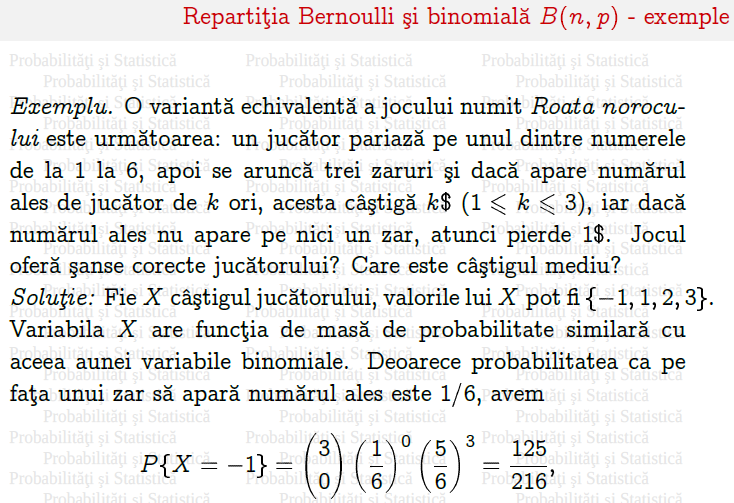 Repartiţia Bernoulli şi binomială B(n, p) - exemple
Exemplu. O variantă echivalentă a jocului numit Roata norocu-
lui este următoarea: un jucător pariază pe unul dintre numerele
de la 1 la 6, apoi se aruncă trei zaruri şi dacă apare numărul
ales de jucător de k ori, acesta câştigă k$ (1 ⩽ k ⩽ 3), iar dacă
numărul ales nu apare pe nici un zar, atunci pierde 1$. Jocul
oferă şanse corecte jucătorului? Care este câştigul mediu?
Soluţie: Fie X câştigul jucătorului, valorile lui X pot fi {−1, 1, 2, 3}.
Variabila X are funcţia de masă de probabilitate similară cu
aceea aunei variabile binomiale. Deoarece probabilitatea ca pe
faţa unui zar să apară numărul ales este 1/6, avem
P{X = −1} = (3 0) (1/6)^0 (5/6)^3 = 125/216,